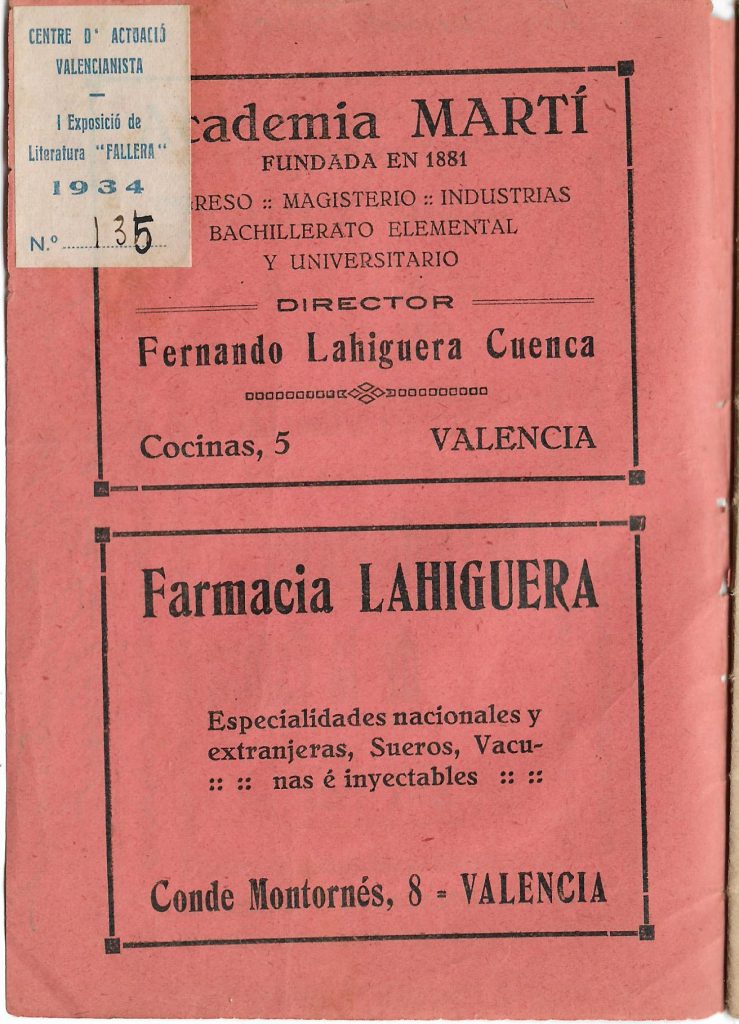 CENTRE D' ACTUACIÓ
VALENCIANISTA
I Exposició de
Literatura "FALLERA"
1934
N.º 135
cademia MARTÍ
FUNDADA EN 1881
RESO :: MAGISTERIO :: INDUSTRIAS
BACHILLERATO ELEMENTAL
Y UNIVERSITARIO
DIRECTOR
Fernando Lahiguera Cuenca
Cocinas, 5 VALENCIA
Farmacia LAHIGUERA
Especialidades nacionales y
extranjeras, Sueros, Vacu-
:: :: nas é inyectables :: ::
Conde Montornés, 8 = VALENCIA